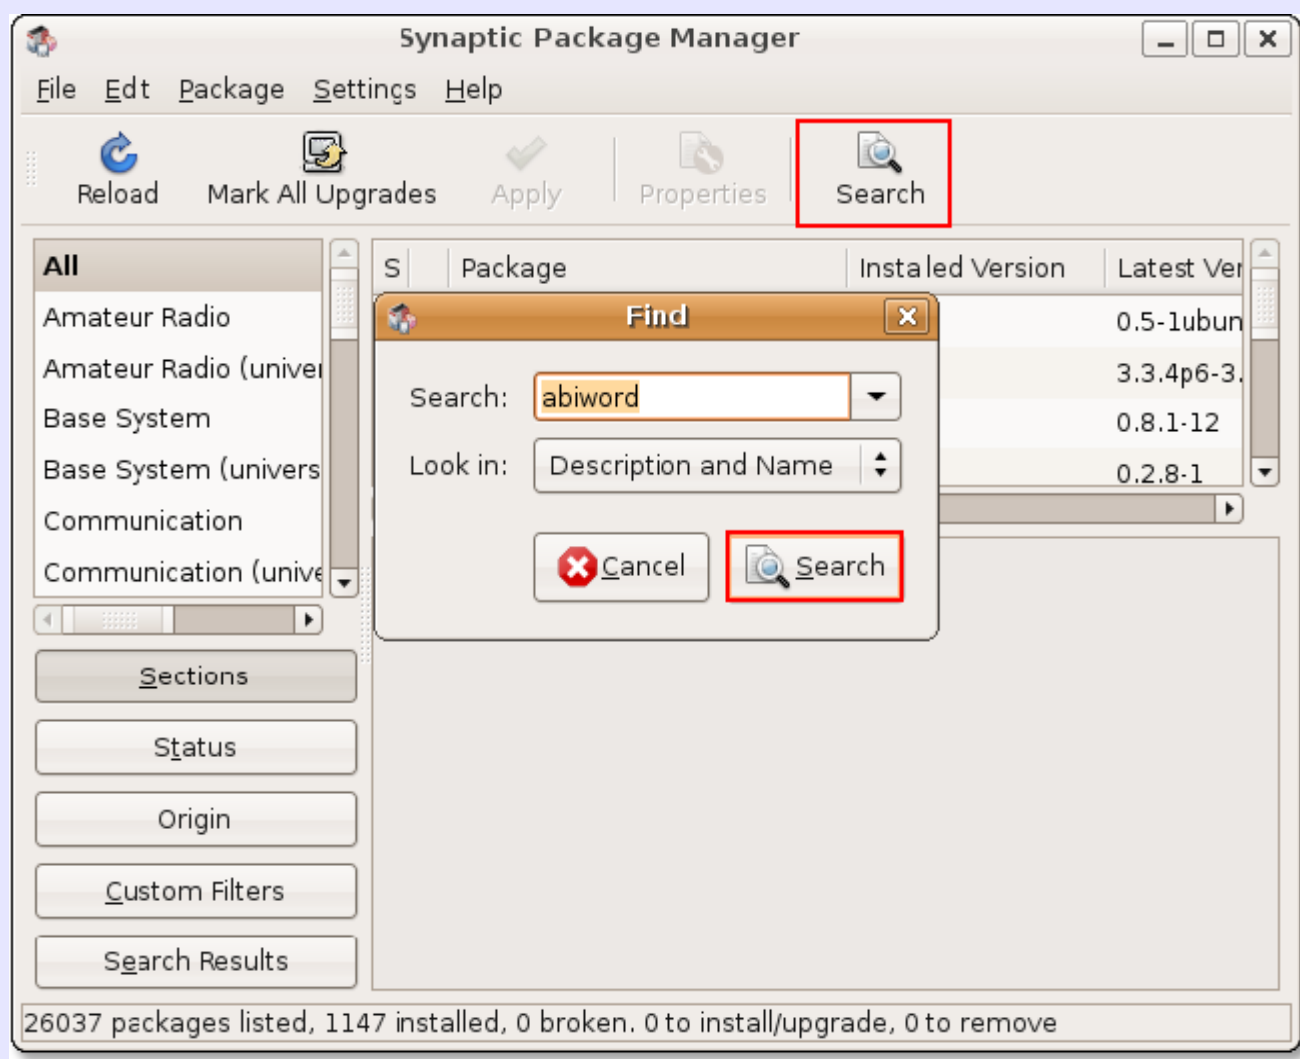 Synaptic Package Manager
File Edt Package Settings Help
Reload Mark All Upgrades Apply Properties Search
All
Amateur Radio
Amateur Radio (univer
Base System
Base System (univers
Communication
Communication (unive
S Package Instaled Version Latest Ver
0.5-1ubun
3.3.4p6-3.
0.8.1-12
0.2.8-1
Find
Search: abiword
Look in: Description and Name
Cancel Search
Sections
Status
Origin
Custom Filters
Search Results
26037 packages listed, 1147 installed, 0 broken. 0 to install/upgrade, 0 to remove